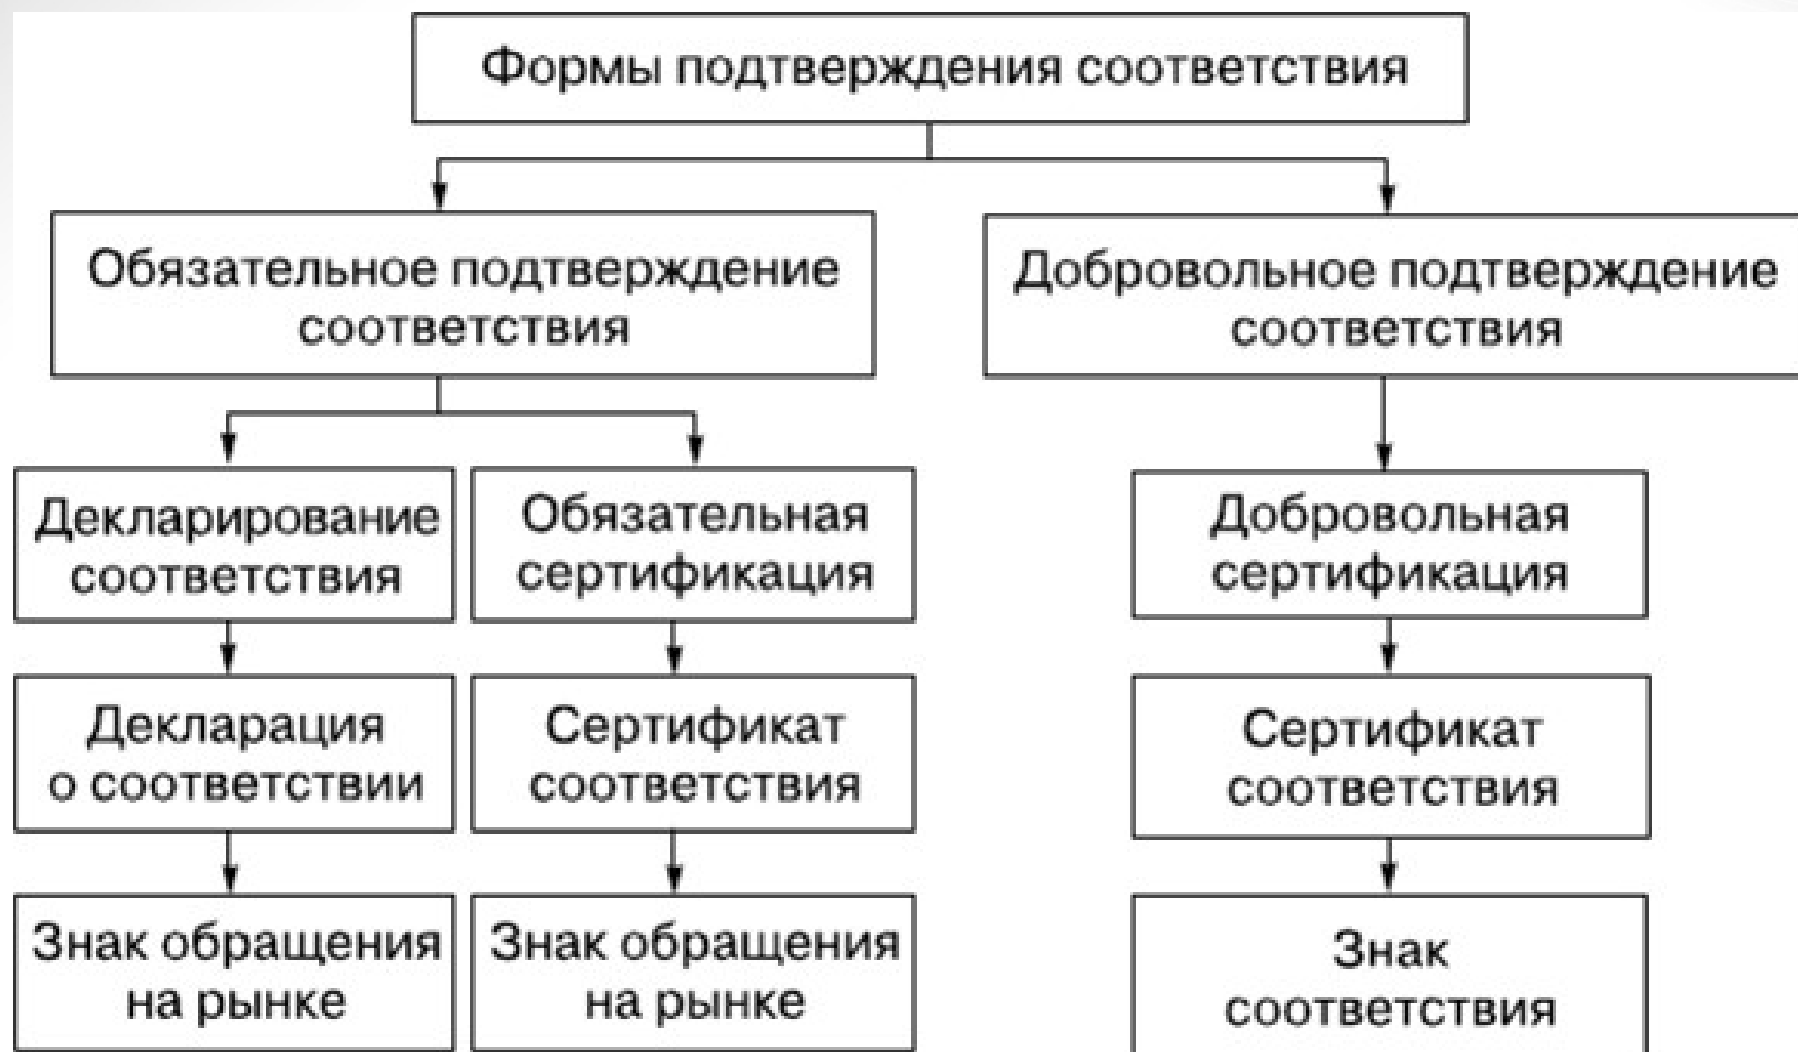 Формы подтверждения соответствия
Обязательное подтверждение
соответствия
Добровольное подтверждение
соответствия
Декларирование
соответствия
Обязательная
сертификация
Добровольная
сертификация
Декларация
о соответствии
Сертификат
соответствия
Сертификат
соответствия
Знак обращения
на рынке
Знак обращения
на рынке
Знак
соответствия